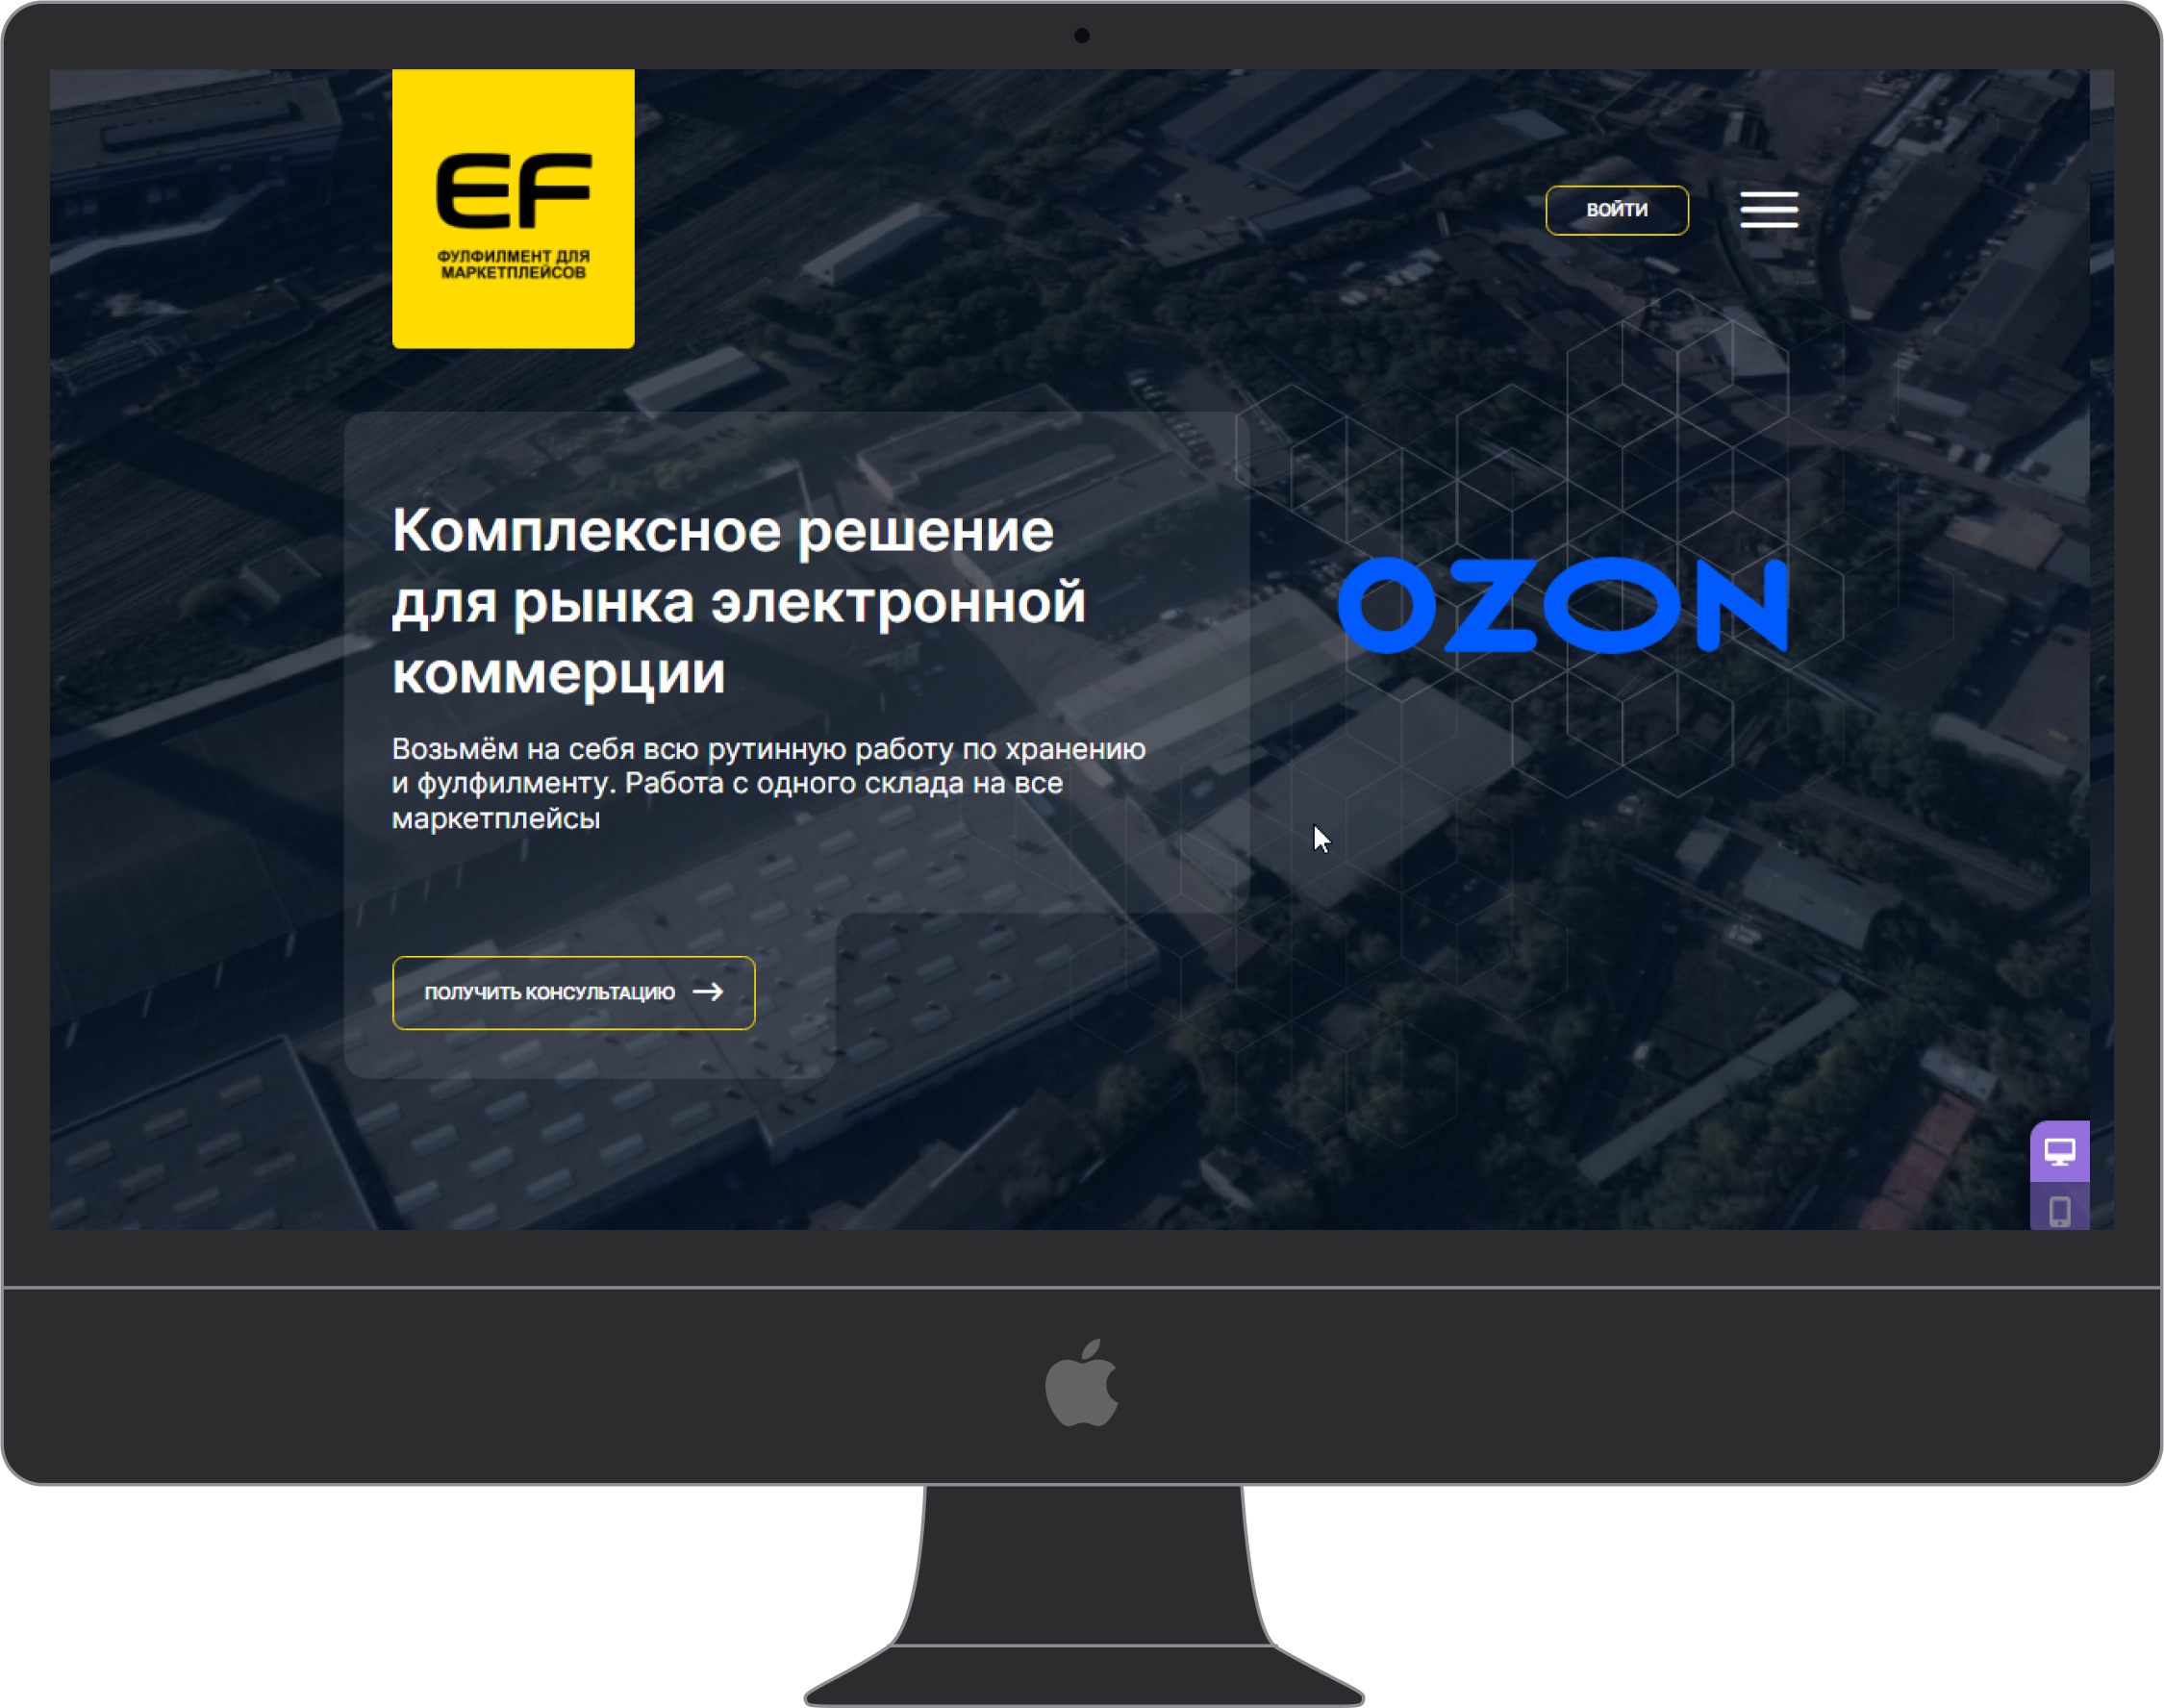 EF
ФУЛФИЛМЕНТ ДЛЯ
МАРКЕТПЛЕЙСОВ
ВОЙТИ
Комплексное решение
для рынка электронной
коммерции
OZON
Возьмём на себя всю рутинную работу по хранению
и фулфилменту. Работа с одного склада на все
маркетплейсы
ПОЛУЧИТЬ КОНСУЛЬТАЦИЮ